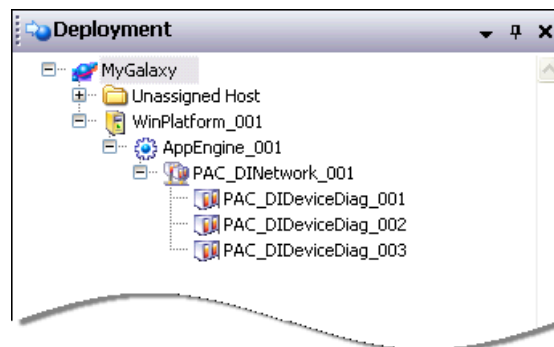 Deployment
MyGalaxy
Unassigned Host
WinPlatform_001
AppEngine_001
PAC_DINetwork_001
PAC_DIDeviceDiag_001
PAC_DIDeviceDiag_002
PAC_DIDeviceDiag_003